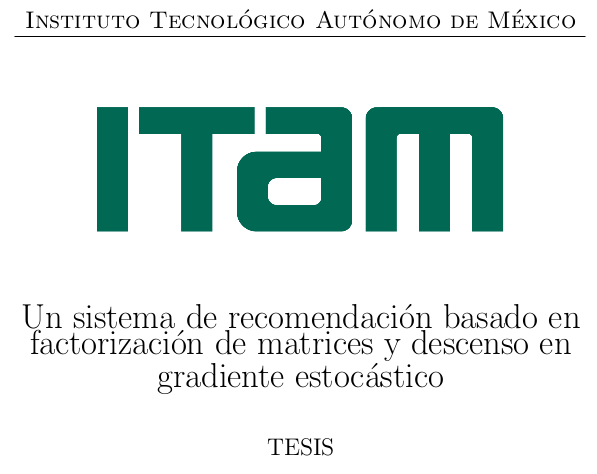 Instituto Tecnológico Autónomo de México
ITAM
Un sistema de recomendación basado en
factorización de matrices y descenso en
gradiente estocástico
TESIS